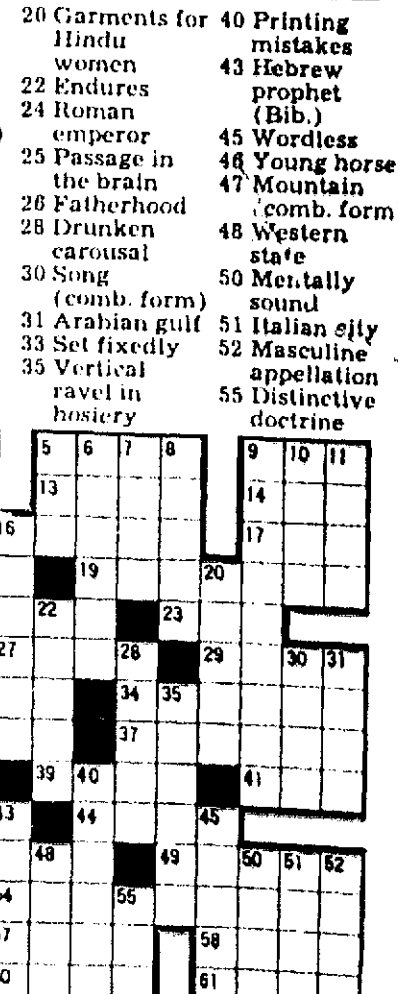 20 Garments for
Hindu
women
22 Endures
24 Roman
emperor
25 Passage in
the brain
26 Fatherhood
28 Drunken
carousal
30 Song
(comb. form)
31 Arabian gulf
33 Set fixedly
35 Vertical
ravel in
hosiery
40 Printing
mistakes
43 Hebrew
prophet
(Bib.)
45 Wordless
46 Young horse
47 Mountain
(comb. form
48 Western
state
50 Mentally
sound
51 Italian city
52 Masculine
appellation
55 Distinctive
doctrine
5 6 7 8 9 10 11
13 14
16 17
19 20
22 23
27 28 29 30 31
34 35
37
39 40 41
43 44 45
48 49 50 51 52
54 55
57 58
60 61